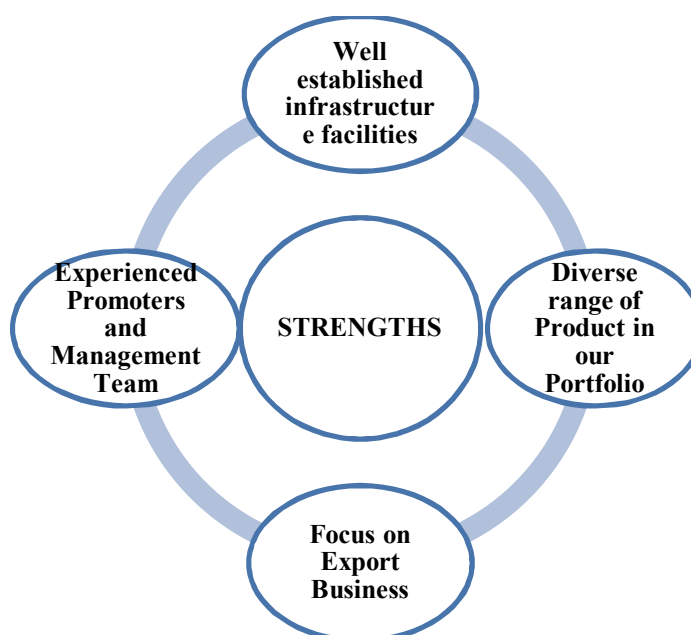 Well
established
infrastructur
e facilities
Experienced
Promoters
and
Management
Team
STRENGTHS
Diverse
range of
Product in
our
Portfolio
Focus on
Export
Business